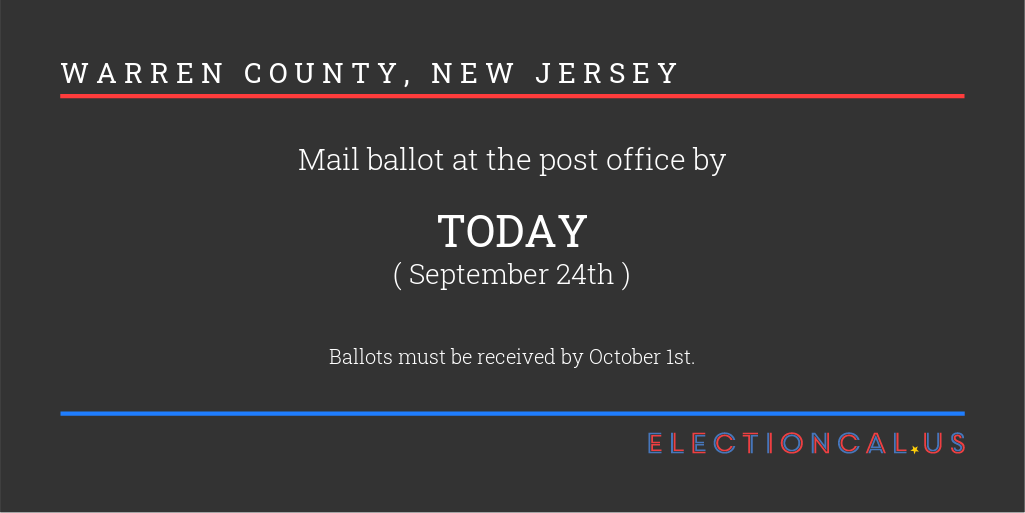 WARREN COUNTY, NEW JERSEY
Mail ballot at the post office by
TODAY
( September 24th )
Ballots must be received by October 1st.
ELECTIONCAL.US